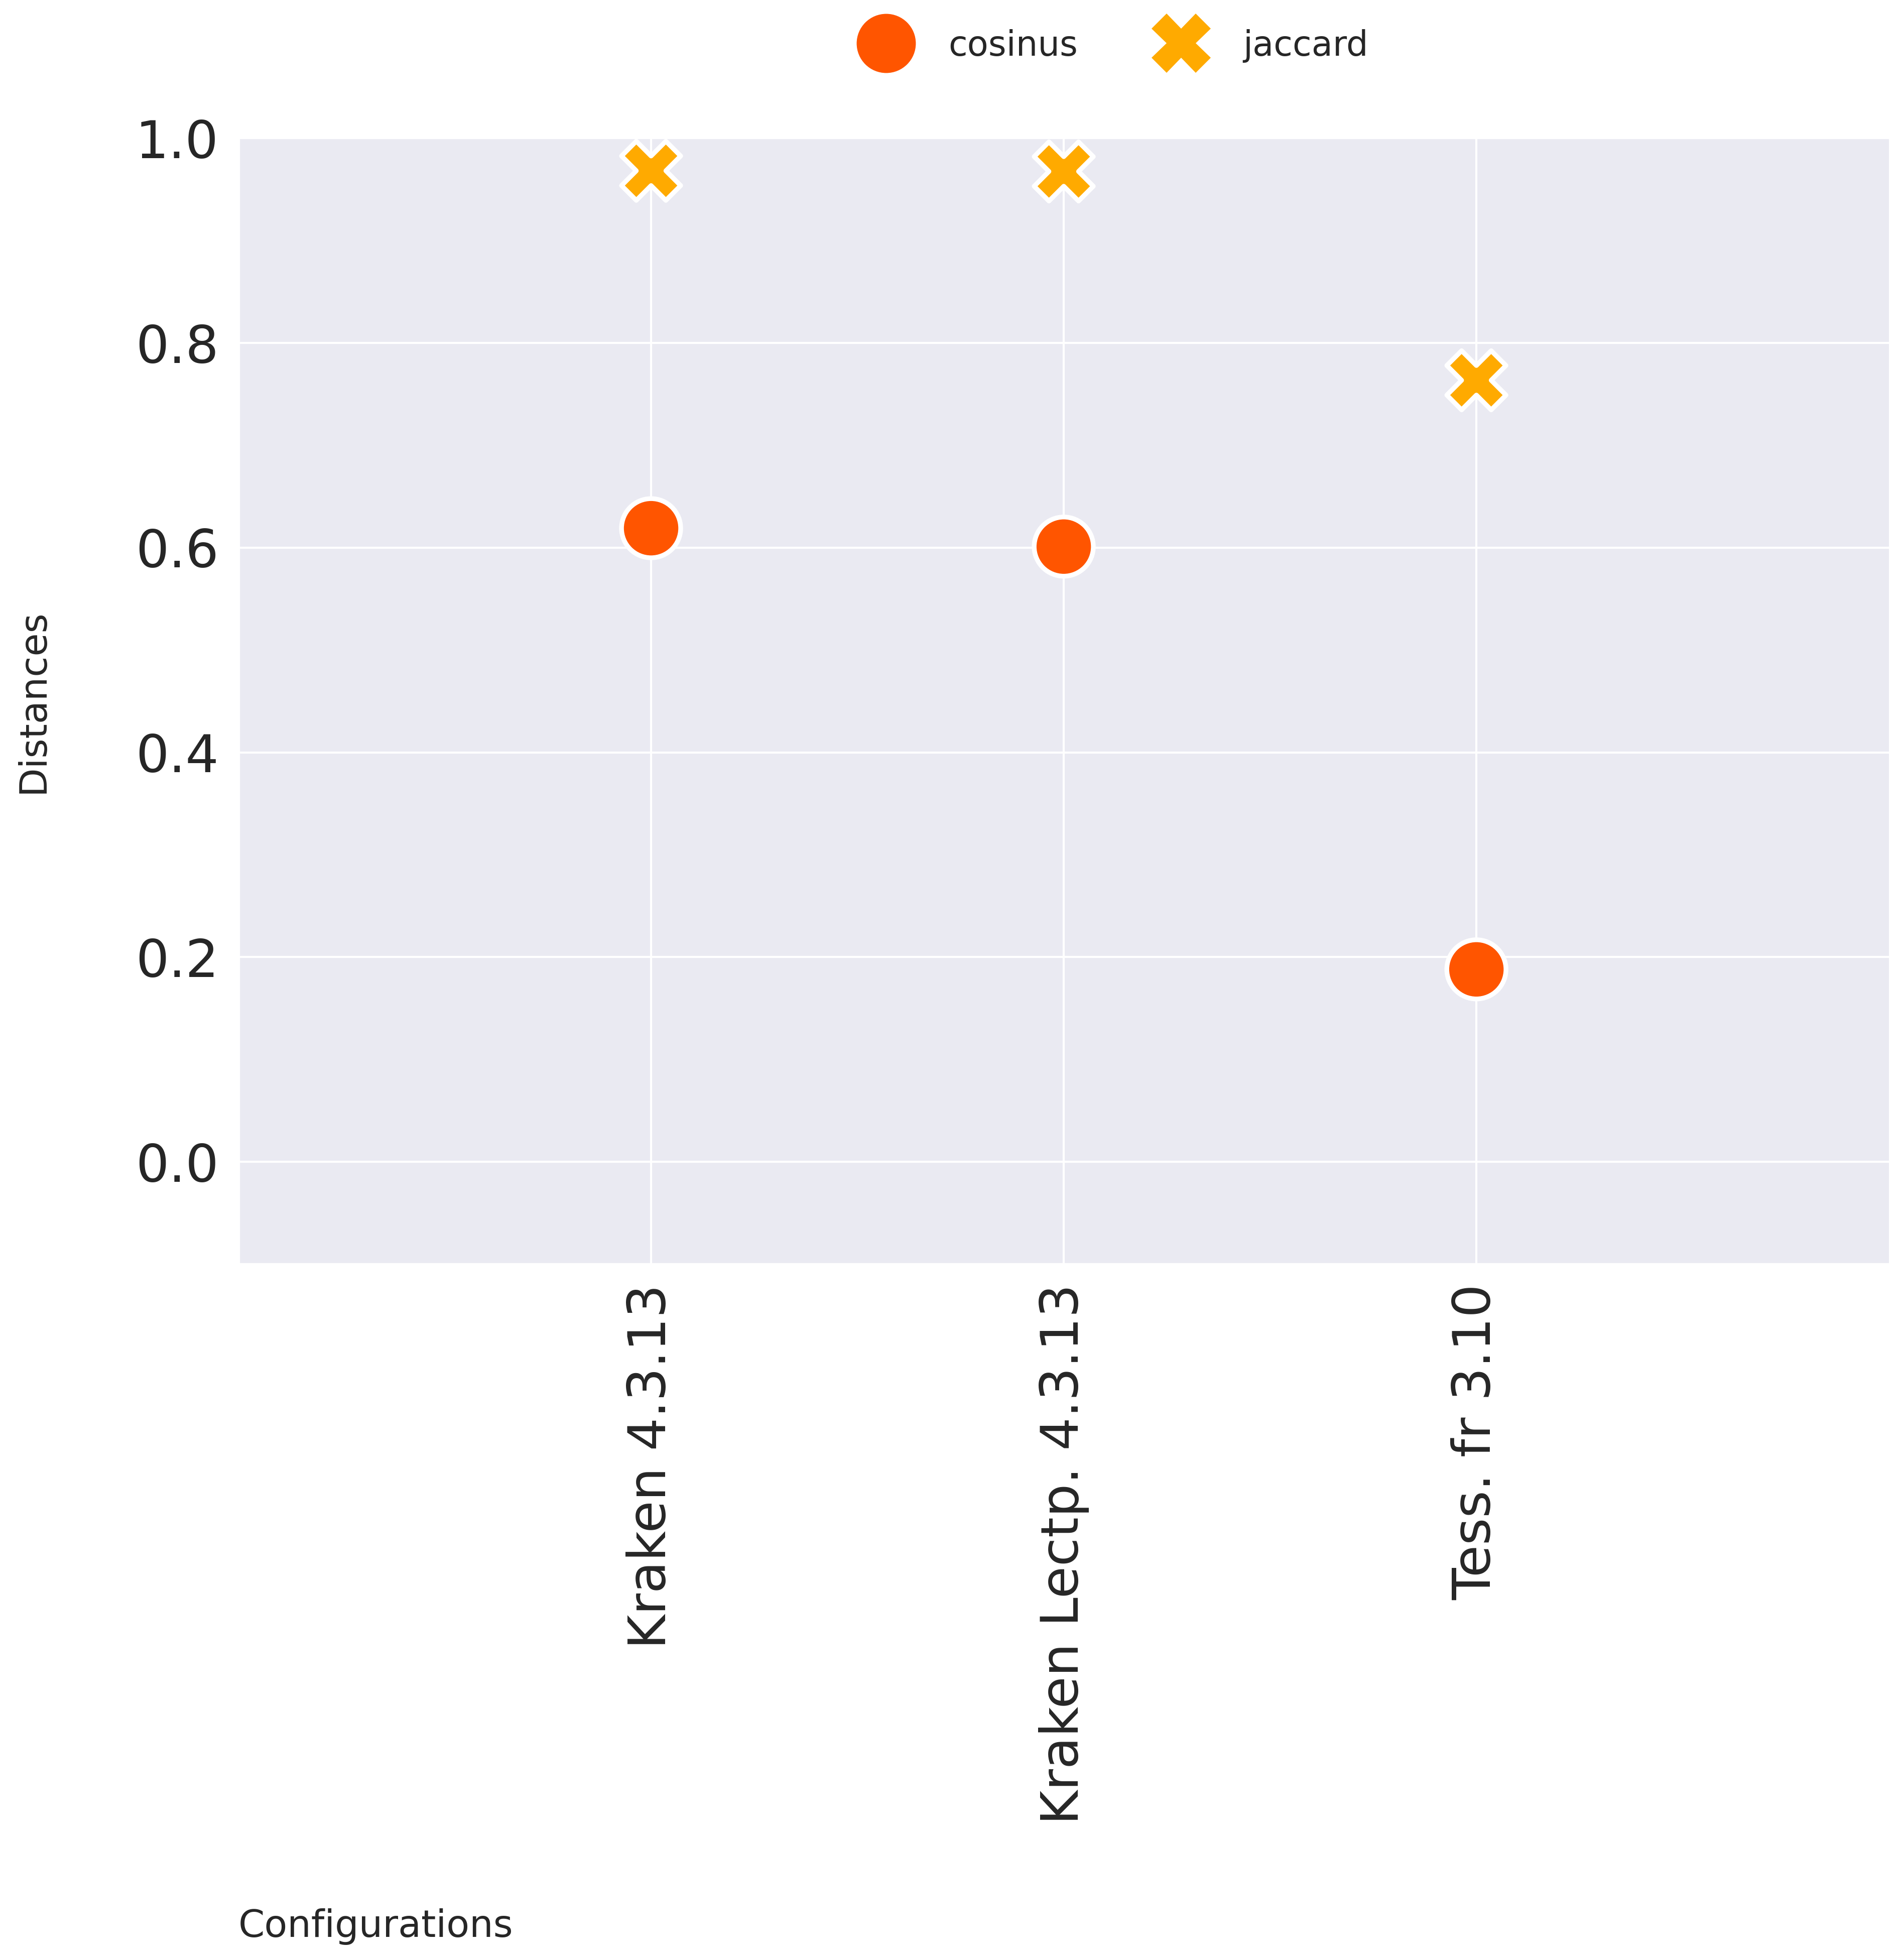 cosinus jaccard
1.0
0.8
0.6
0.4
0.2
0.0
Distances
Kraken 4.3.13
Kraken Lectp. 4.3.13
Tess. fr 3.10
Configurations